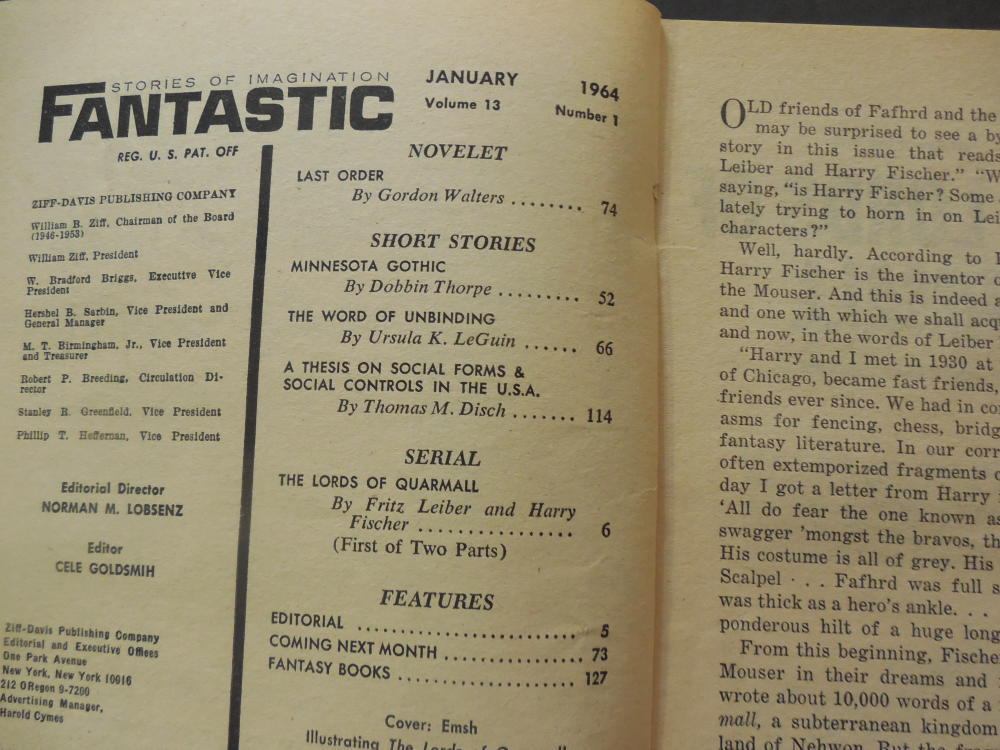 STORIES OF IMAGINATION
FANTASTIC
REG. U. S. PAT. OFF
JANUARY 1964
Volume 13 Number 1
ZIFF-DAVIS PUBLISHING COMPANY
William B. Ziff, Chairman of the Board
(1946-1953)
William Ziff, President
W. Bradford Briggs, Executive Vice
President
Hershel B. Sarbin, Vice President and
General Manager
M. T. Birmingham, Jr., Vice President
and Treasurer
Robert P. Breeding, Circulation Di-
rector
Stanley R. Greenfield, Vice President
Phillip T. Heffernan, Vice President
Editorial Director
NORMAN M. LOBSENZ
Editor
CELE GOLDSMIH
Ziff-Davis Publishing Company
Editorial and Executive Offices
One Park Avenue
New York, New York 10016
212 ORegon 9-7200
Advertising Manager,
Harold Cymes
NOVELET
LAST ORDER
By Gordon Walters ........ 74
SHORT STORIES
MINNESOTA GOTHIC
By Dobbin Thorpe ......... 52
THE WORD OF UNBINDING
By Ursula K. LeGuin ...... 66
A THESIS ON SOCIAL FORMS &
SOCIAL CONTROLS IN THE U.S.A.
By Thomas M. Disch ....... 114
SERIAL
THE LORDS OF QUARMALL
By Fritz Leiber and Harry
Fischer ................ 6
(First of Two Parts)
FEATURES
EDITORIAL ............................ 5
COMING NEXT MONTH ................. 73
FANTASY BOOKS ...................... 127
Cover: Emsh
Illustrating The Lords of
OLD friends of Fafhrd and the
may be surprised to see a
story in this issue that reads
Leiber and Harry Fischer."
saying, "is Harry Fischer? Some
lately trying to horn in on
characters?"
Well, hardly. According to
Harry Fischer is the inventor
the Mouser. And this is indeed
and one with which we shall
and now, in the words of Leiber
"Harry and I met in 1930 at
of Chicago, became fast friends,
friends ever since. We had in
asms for fencing, chess,
fantasy literature. In our
often extemporized fragments
day I got a letter from Harry
'All do fear the one known
swagger 'mongst the bravos,
His costume is all of grey. His
Scalpel . . . Fafhrd was full
was thick as a hero's ankle. . . .
ponderous hilt of a huge
From this beginning,
Mouser in their dreams and
wrote about 10,000 words of a
mall, a subterranean kingdom
land of Nehwon. But the